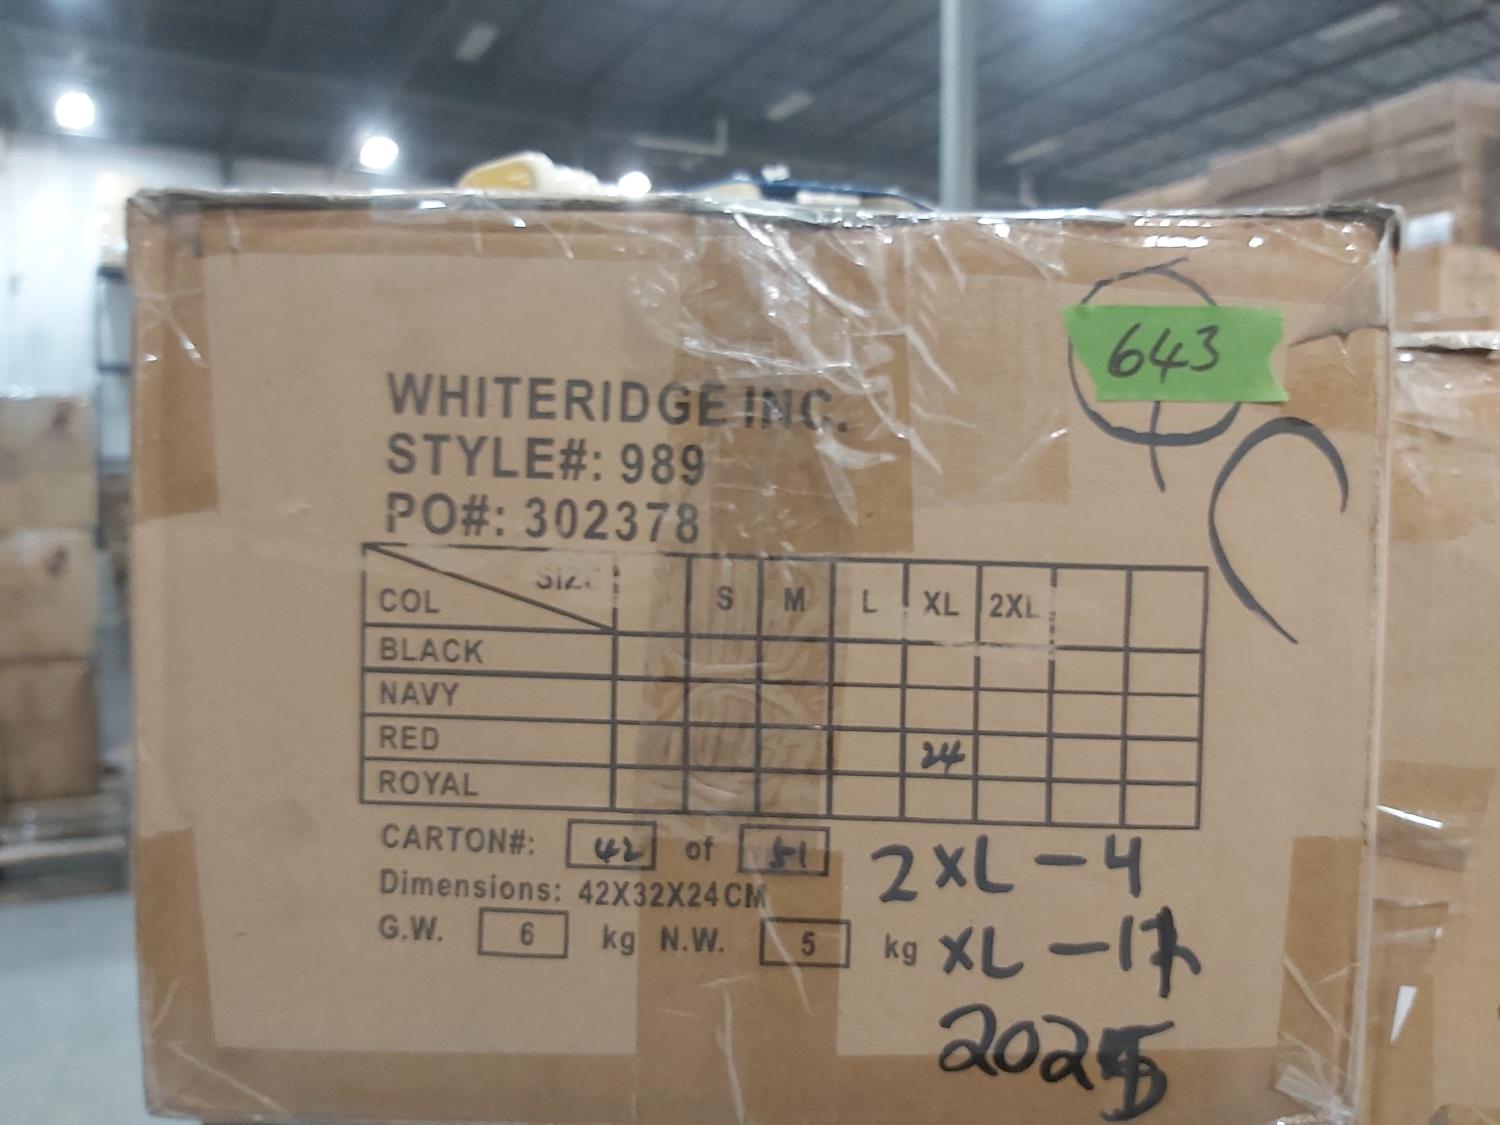 643
WHITERIDGE INC.
STYLE#: 989
PO#: 302378
SIZE
COL S M L XL 2XL
BLACK
NAVY
RED 24
ROYAL
CARTON#: 42 of 51
Dimensions: 42X32X24CM
G.W. 6 kg N.W. 5 kg
2XL - 4
XL - 17
2025